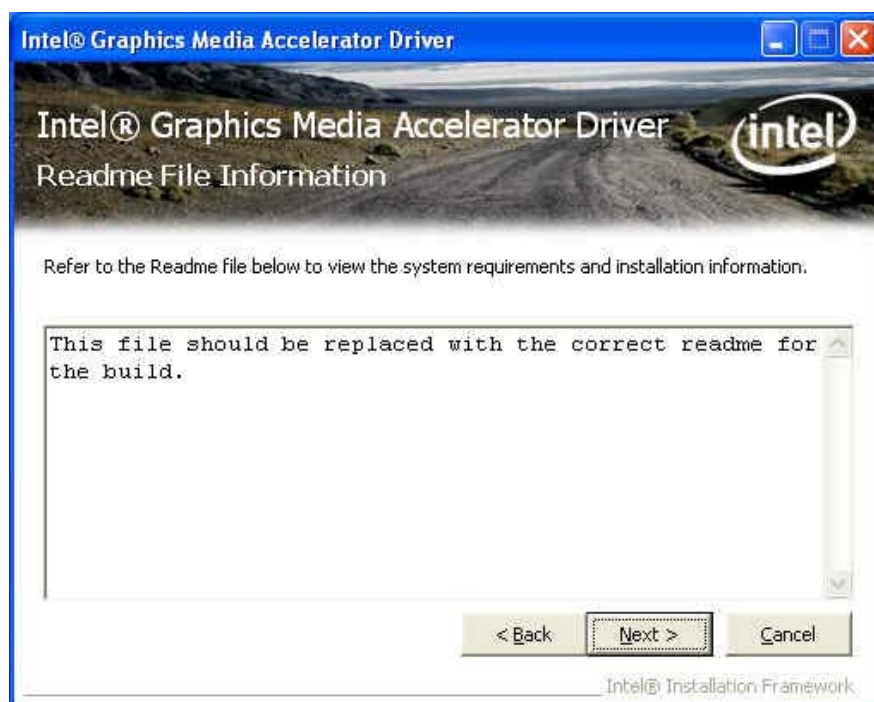 Intel® Graphics Media Accelerator Driver
Intel® Graphics Media Accelerator Driver
intel
Readme File Information
Refer to the Readme file below to view the system requirements and installation information.
This file should be replaced with the correct readme for
the build.
< Back Next > Cancel
Intel® Installation Framework